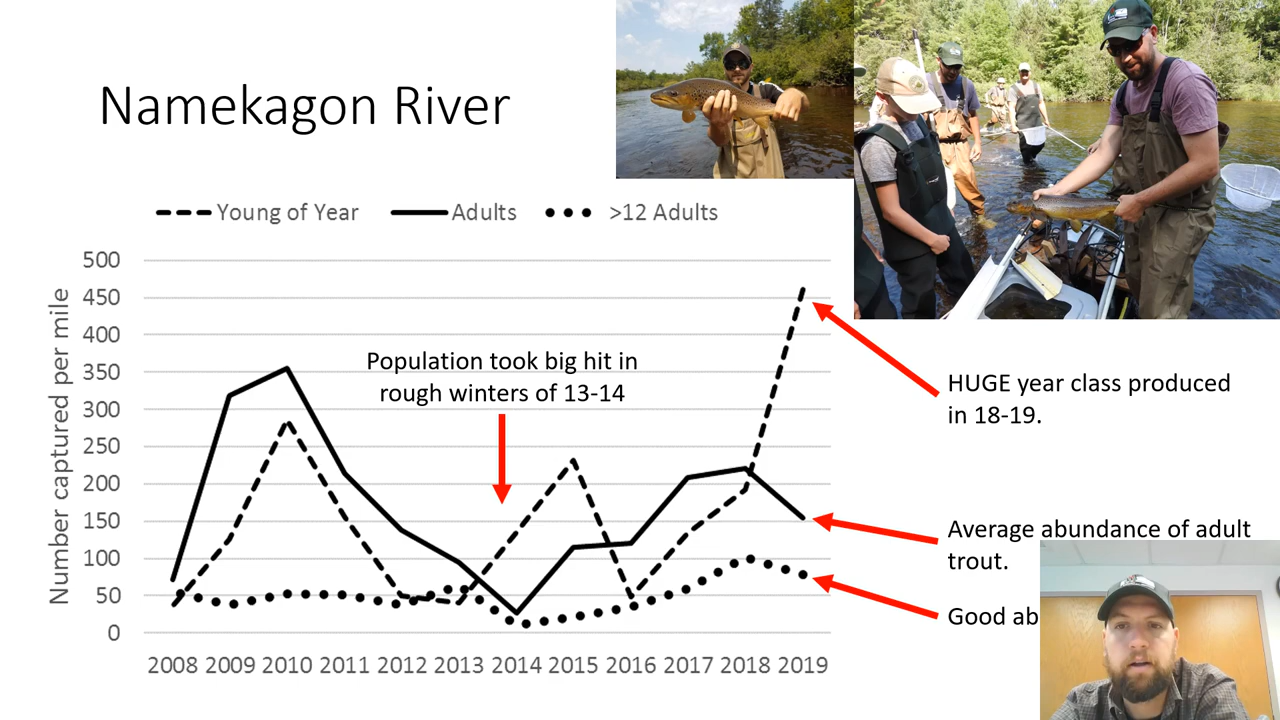 Namekagon River
Young of Year
Adults
>12 Adults
Number captured per mile
500
450
400
350
300
250
200
150
100
50
0
2008 2009 2010 2011 2012 2013 2014 2015 2016 2017 2018 2019
Population took big hit in
rough winters of 13-14
HUGE year class produced
in 18-19.
Average abundance of adult
trout.
Good ab